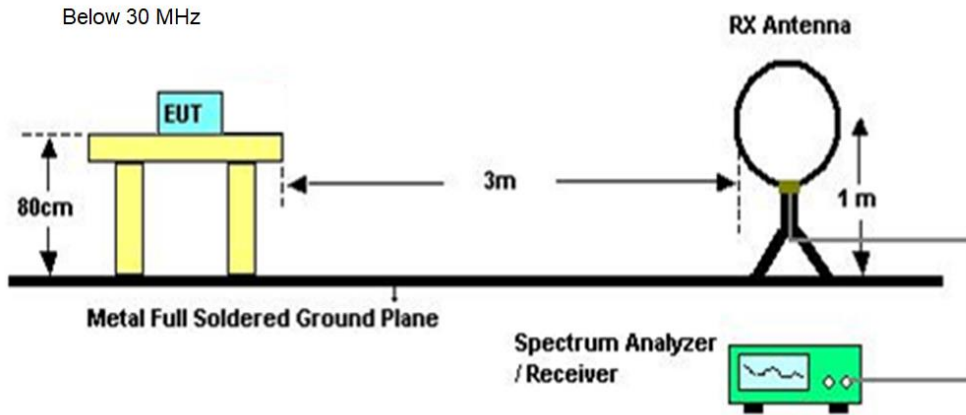 Below 30 MHz
RX Antenna
EUT
3m
80cm
1 m
Metal Full Soldered Ground Plane
Spectrum Analyzer
/ Receiver